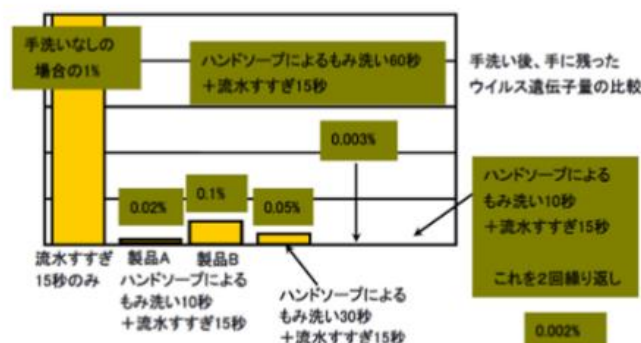 手洗いなしの
場合の1%
ハンドソープによるもみ洗い60秒
+流水すすぎ15秒
手洗い後、手に残った
ウイルス遺伝子量の比較
0.003%
ハンドソープによる
もみ洗い10秒
+流水すすぎ15秒
これを2回繰り返し
0.02%
0.1%
0.05%
流水すすぎ
15秒のみ
製品A
製品B
ハンドソープによる
もみ洗い10秒
+流水すすぎ15秒
ハンドソープによる
もみ洗い30秒
+流水すすぎ15秒
0.002%